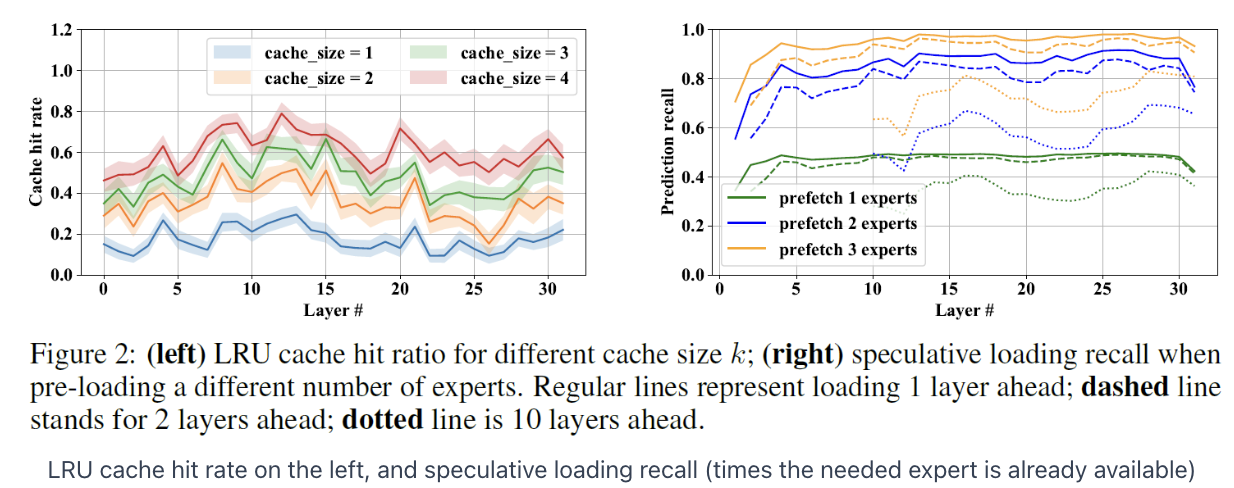 1.2
1.0
0.8
0.6
0.4
0.2
0.0
Cache hit rate
cache_size = 1
cache_size = 2
cache_size = 3
cache_size = 4
0 5 10 15 20 25 30
Layer #
1.0
0.8
0.6
0.4
0.2
0.0
Prediction recall
prefetch 1 experts
prefetch 2 experts
prefetch 3 experts
0 5 10 15 20 25 30
Layer #
Figure 2: (left) LRU cache hit ratio for different cache size k; (right) speculative loading recall when
pre-loading a different number of experts. Regular lines represent loading 1 layer ahead; dashed line
stands for 2 layers ahead; dotted line is 10 layers ahead.
LRU cache hit rate on the left, and speculative loading recall (times the needed expert is already available)